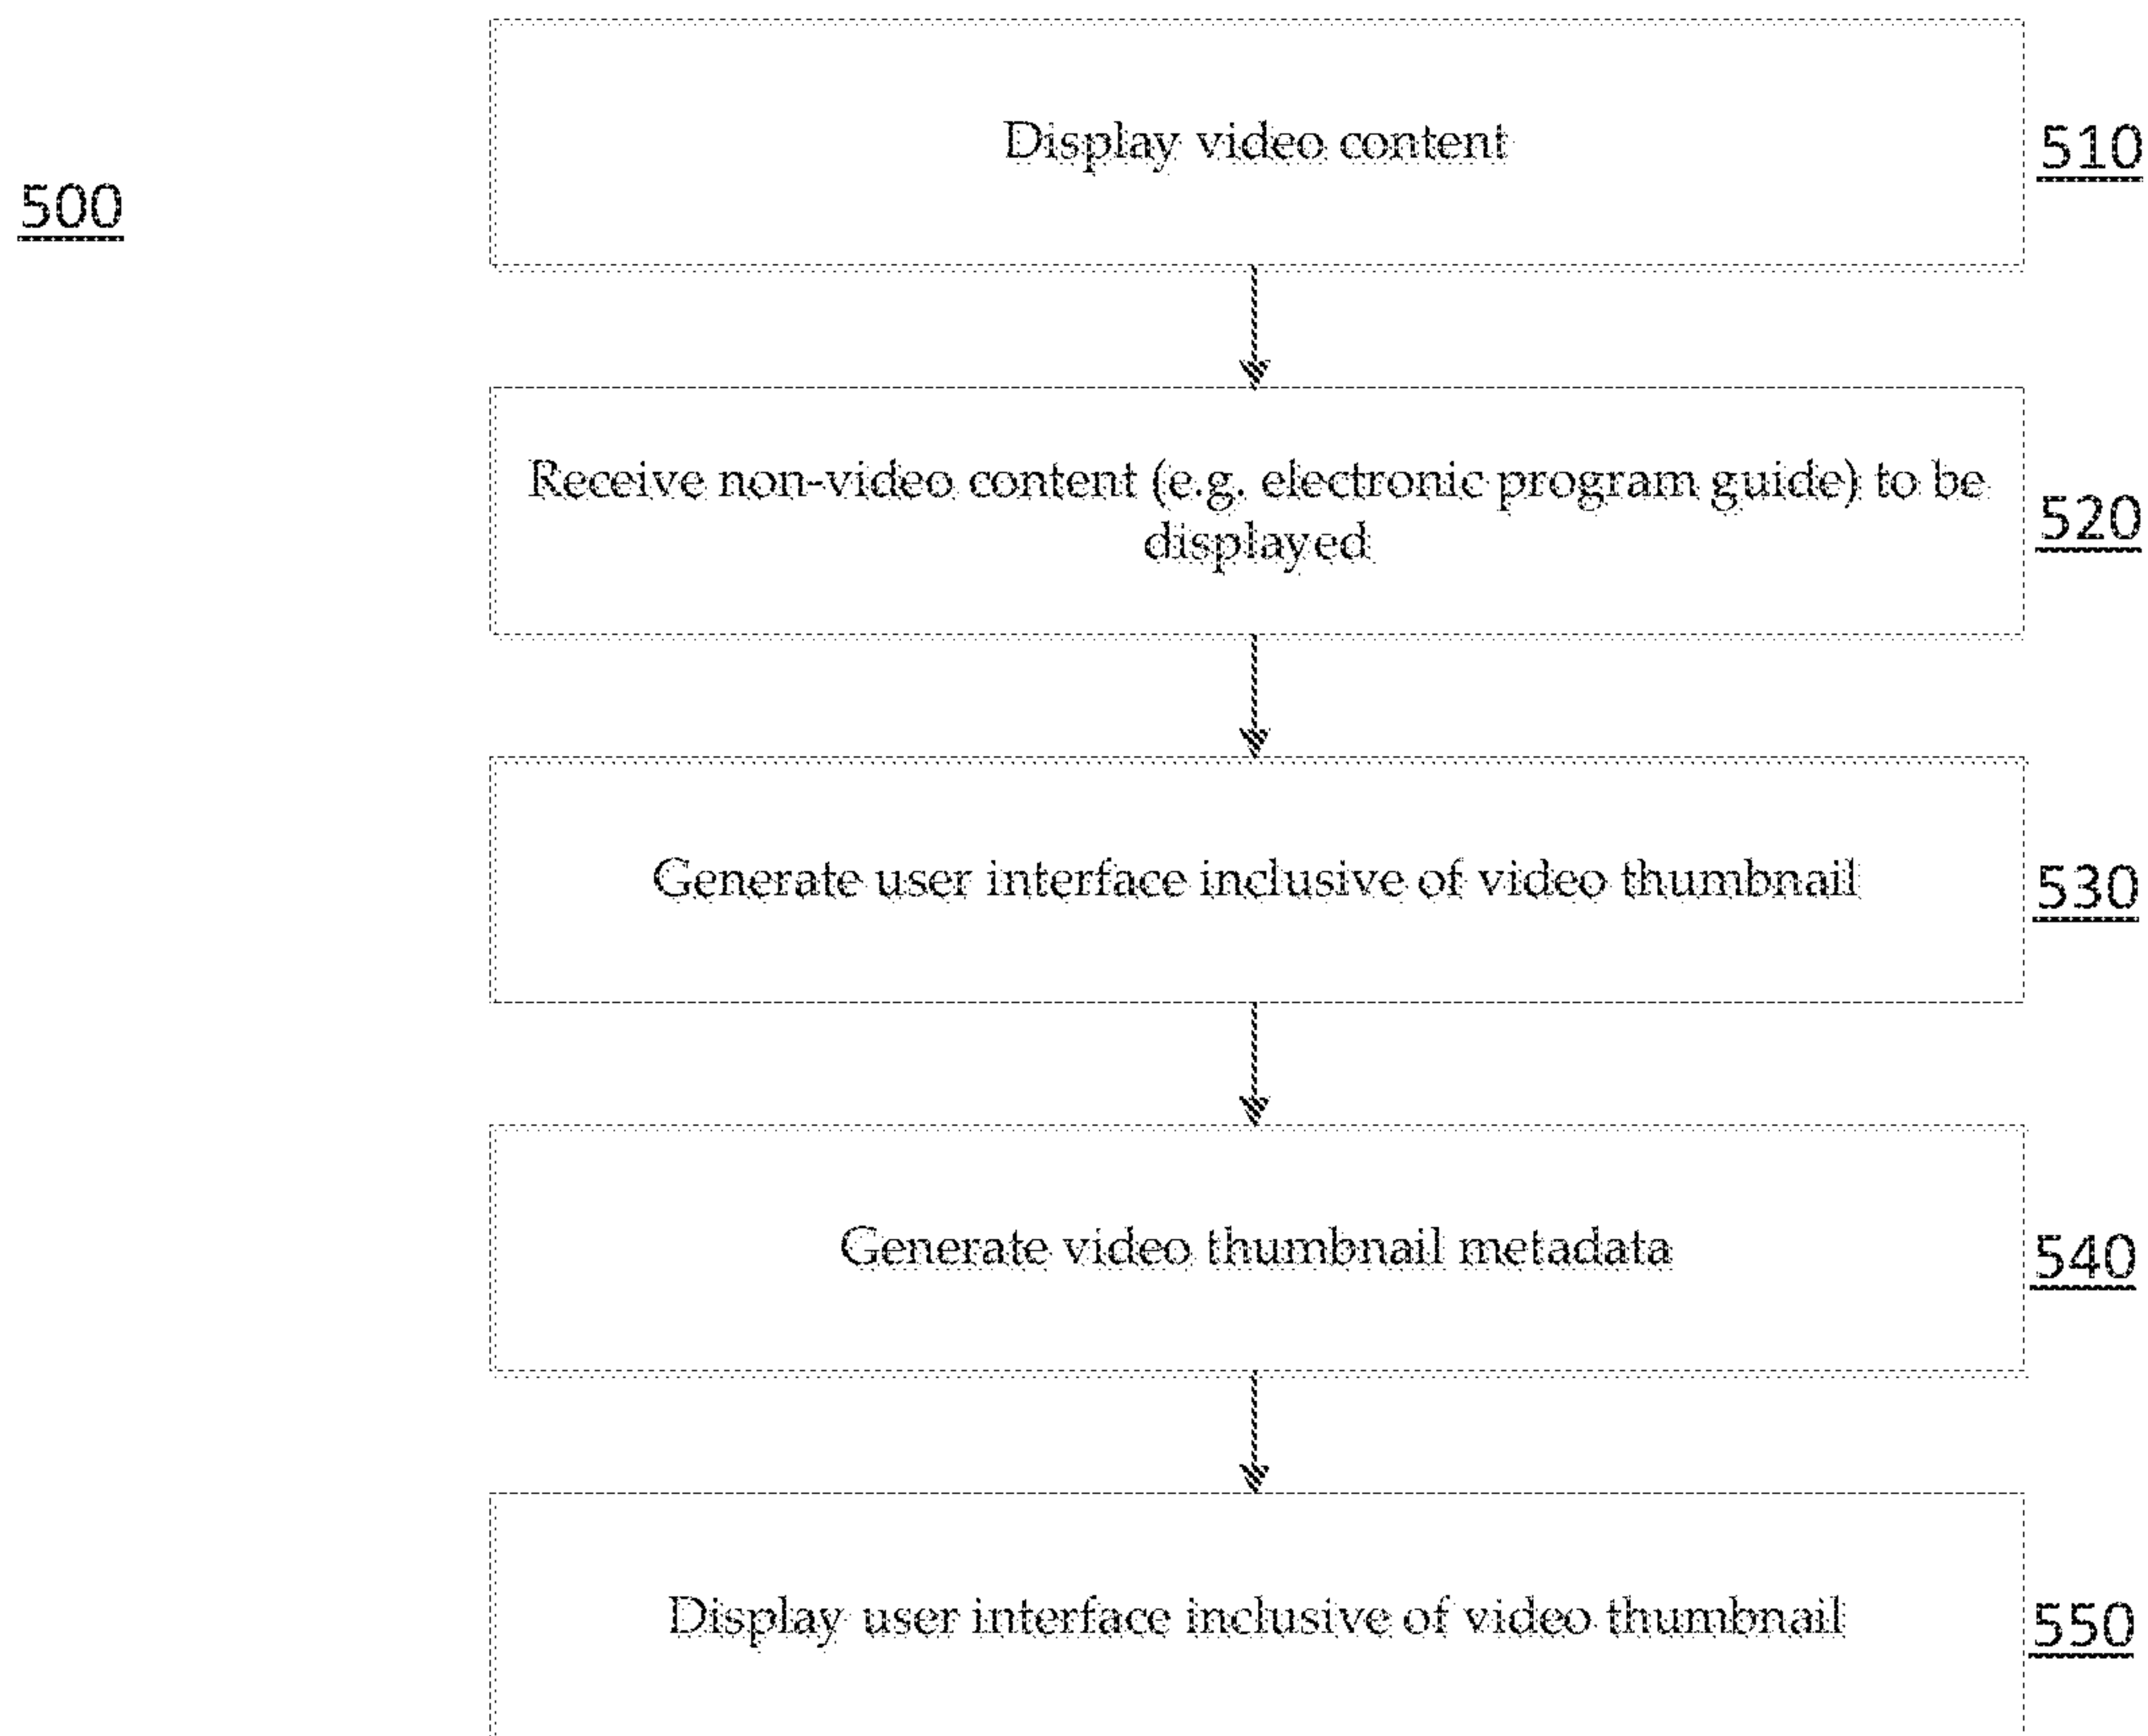 Display video content
510
500
Receive non-video content (e.g. electronic program guide) to be
displayed
520
Generate user interface inclusive of video thumbnail
530
Generate video thumbnail metadata
540
Display user interface inclusive of video thumbnail
550